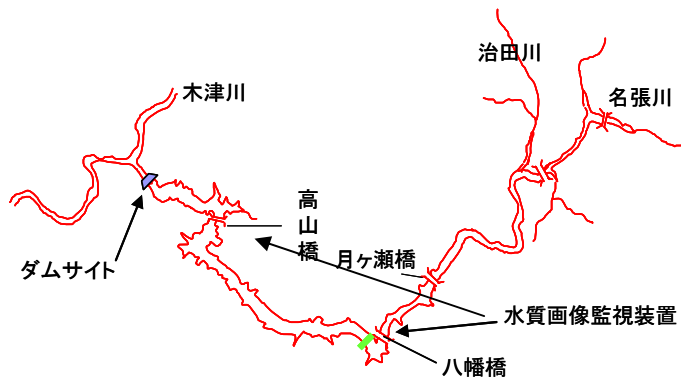 治田川
名張川
木津川
高山橋
月ヶ瀬橋
ダムサイト
水質画像監視装置
八幡橋